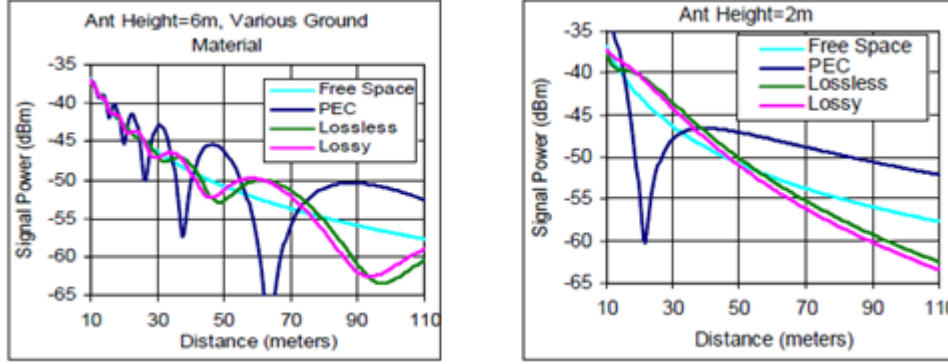 Ant Height=6m, Various Ground
Material
-35
-40
-45
-50
-55
-60
-65
Signal Power (dBm)
Free Space
PEC
Lossless
Lossy
10 30 50 70 90 110
Distance (meters)
Ant Height=2m
-35
-40
-45
-50
-55
-60
-65
Signal Power (dBm)
Free Space
PEC
Lossless
Lossy
10 30 50 70 90 110
Distance (meters)